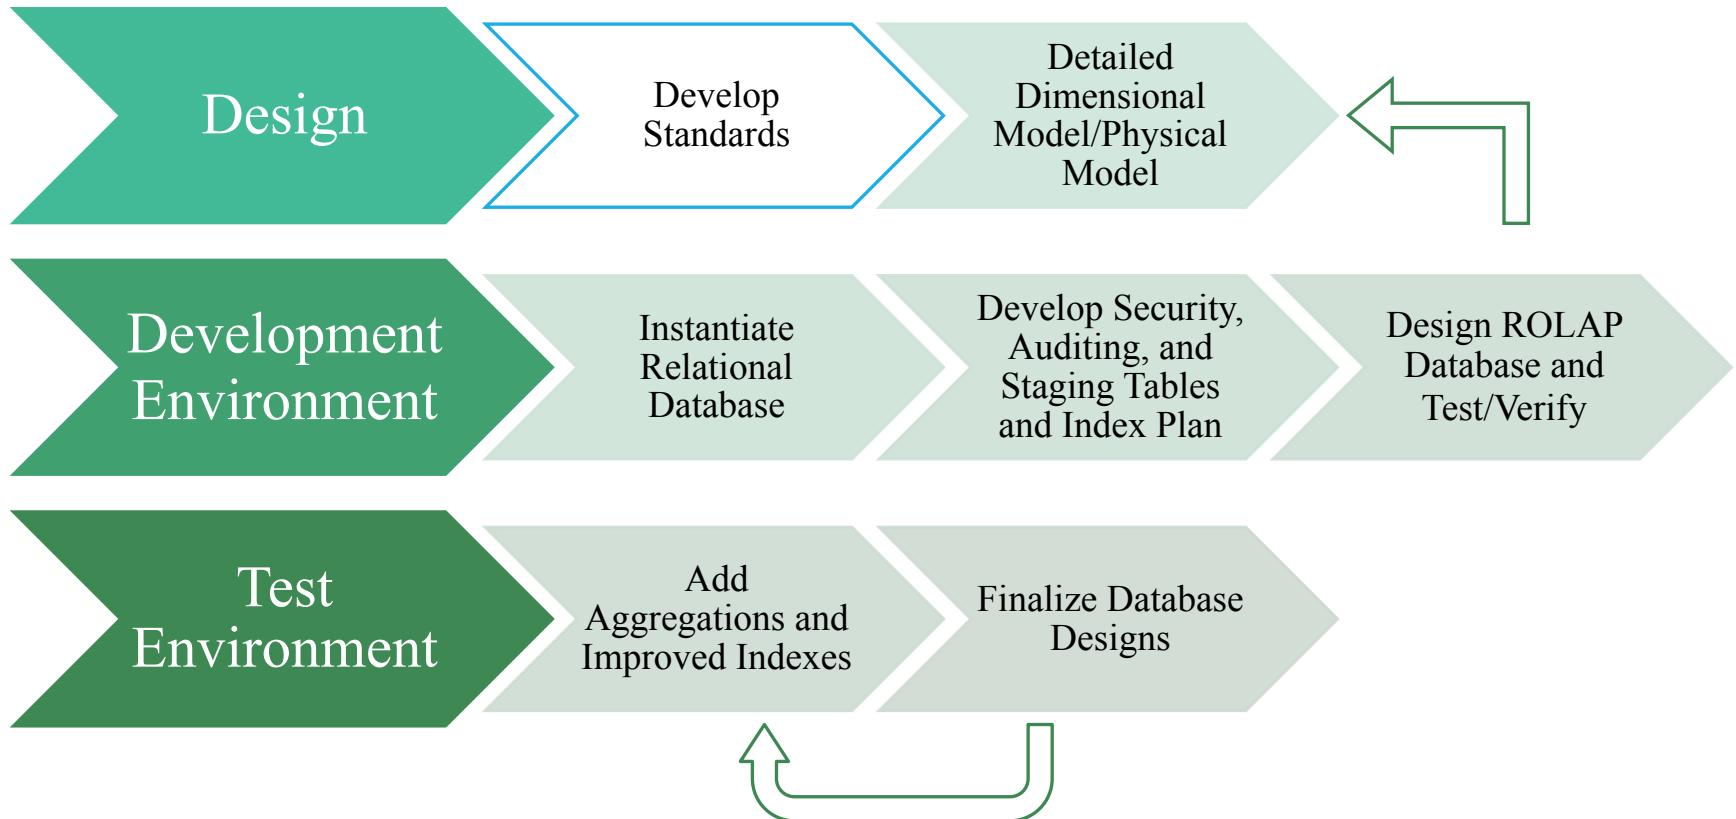 Design
Develop
Standards
Detailed
Dimensional
Model/Physical
Model
Development
Environment
Instantiate
Relational
Database
Develop Security,
Auditing, and
Staging Tables
and Index Plan
Design ROLAP
Database and
Test/Verify
Test
Environment
Add
Aggregations and
Improved Indexes
Finalize Database
Designs